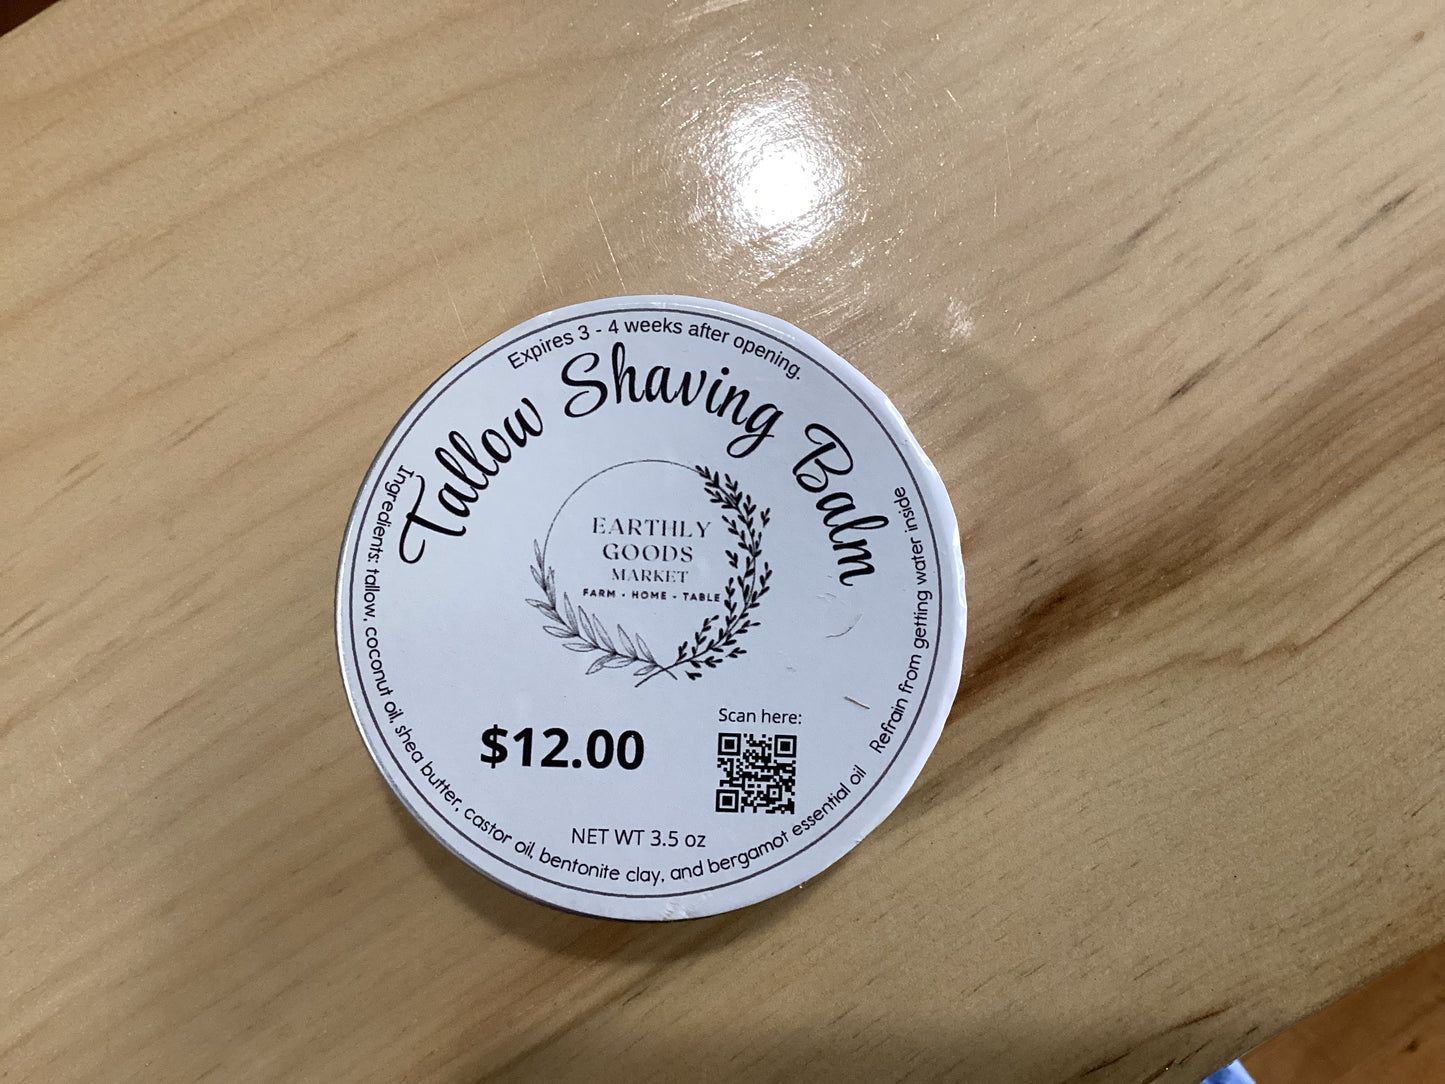 Expires 3 - 4 weeks after opening.
Tallow Shaving Balm
EARTHLY
GOODS
MARKET
FARM - HOME - TABLE
$12.00
Scan here:
NET WT 3.5 oz
Ingredients: tallow, coconut oil, shea butter, castor oil, bentonite clay, and bergamot essential oil
Refrain from getting water inside